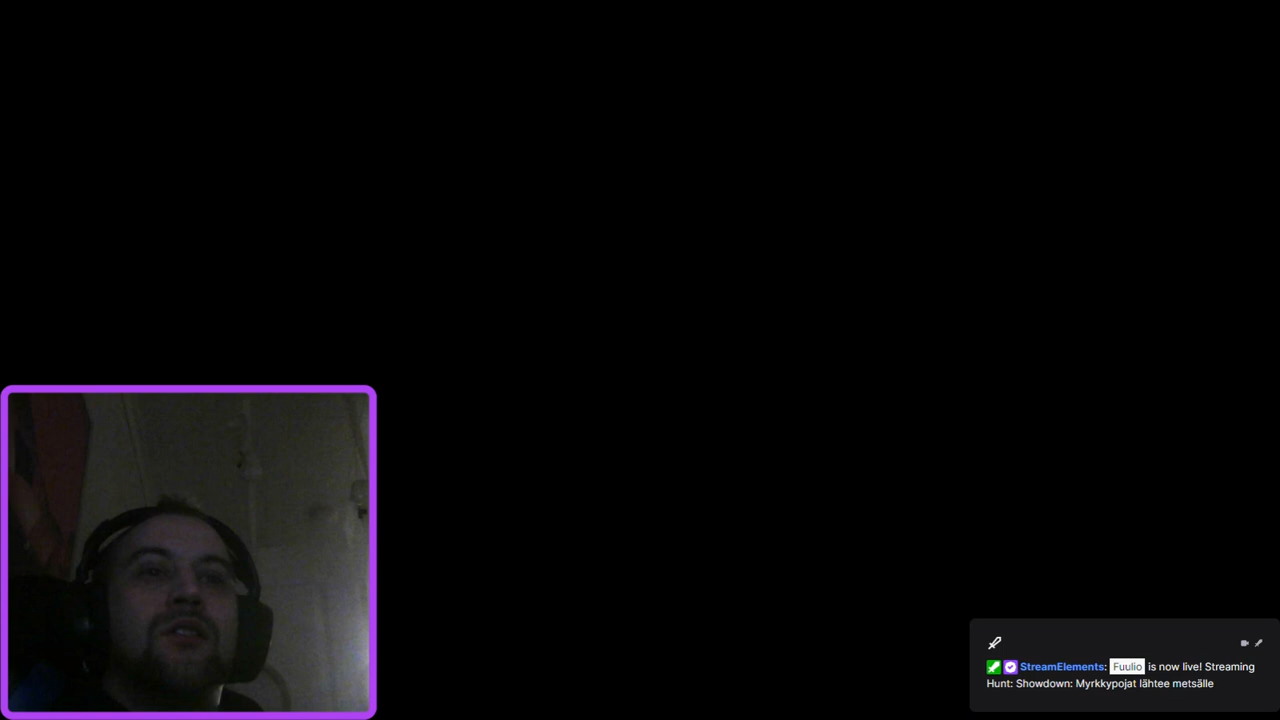 StreamElements: Fuulio is now live! Streaming
Hunt: Showdown: Myrkkypojat lähtee metsälle